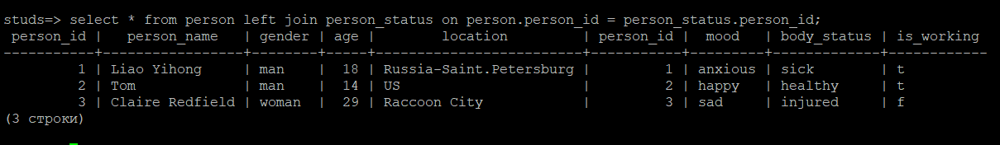 studs=> select * from person left join person_status on person.person_id = person_status.person_id;
 person_id |   person_name   | gender | age |        location         | person_id |  mood   | body_status | is_working
-----------+-----------------+--------+-----+-------------------------+-----------+---------+-------------+------------
         1 | Liao Yihong     | man    |  18 | Russia-Saint.Petersburg |         1 | anxious | sick        | t
         2 | Tom             | man    |  14 | US                      |         2 | happy   | healthy     | t
         3 | Claire Redfield | woman  |  29 | Raccoon City            |         3 | sad     | injured     | f
(3 строки)